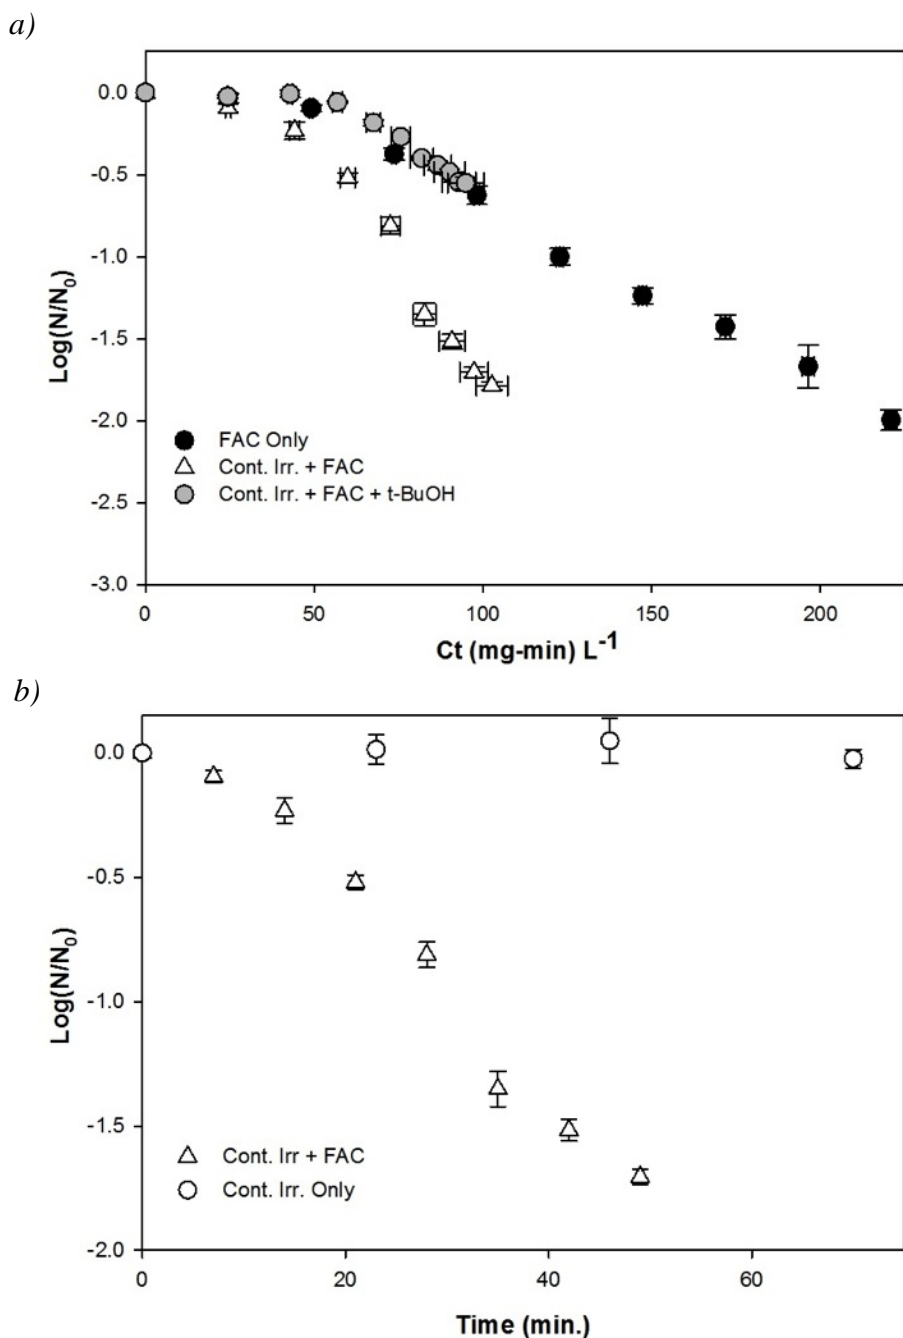 a)
0.0
-0.5
-1.0
-1.5
-2.0
-2.5
-3.0
Log(N/N0)
FAC Only
Cont. Irr. + FAC
Cont. Irr. + FAC + t-BuOH
0 50 100 150 200
Ct (mg-min) L-1
b)
0.0
-0.5
-1.0
-1.5
-2.0
Log(N/N0)
Cont. Irr + FAC
Cont. Irr. Only
0 20 40 60
Time (min.)